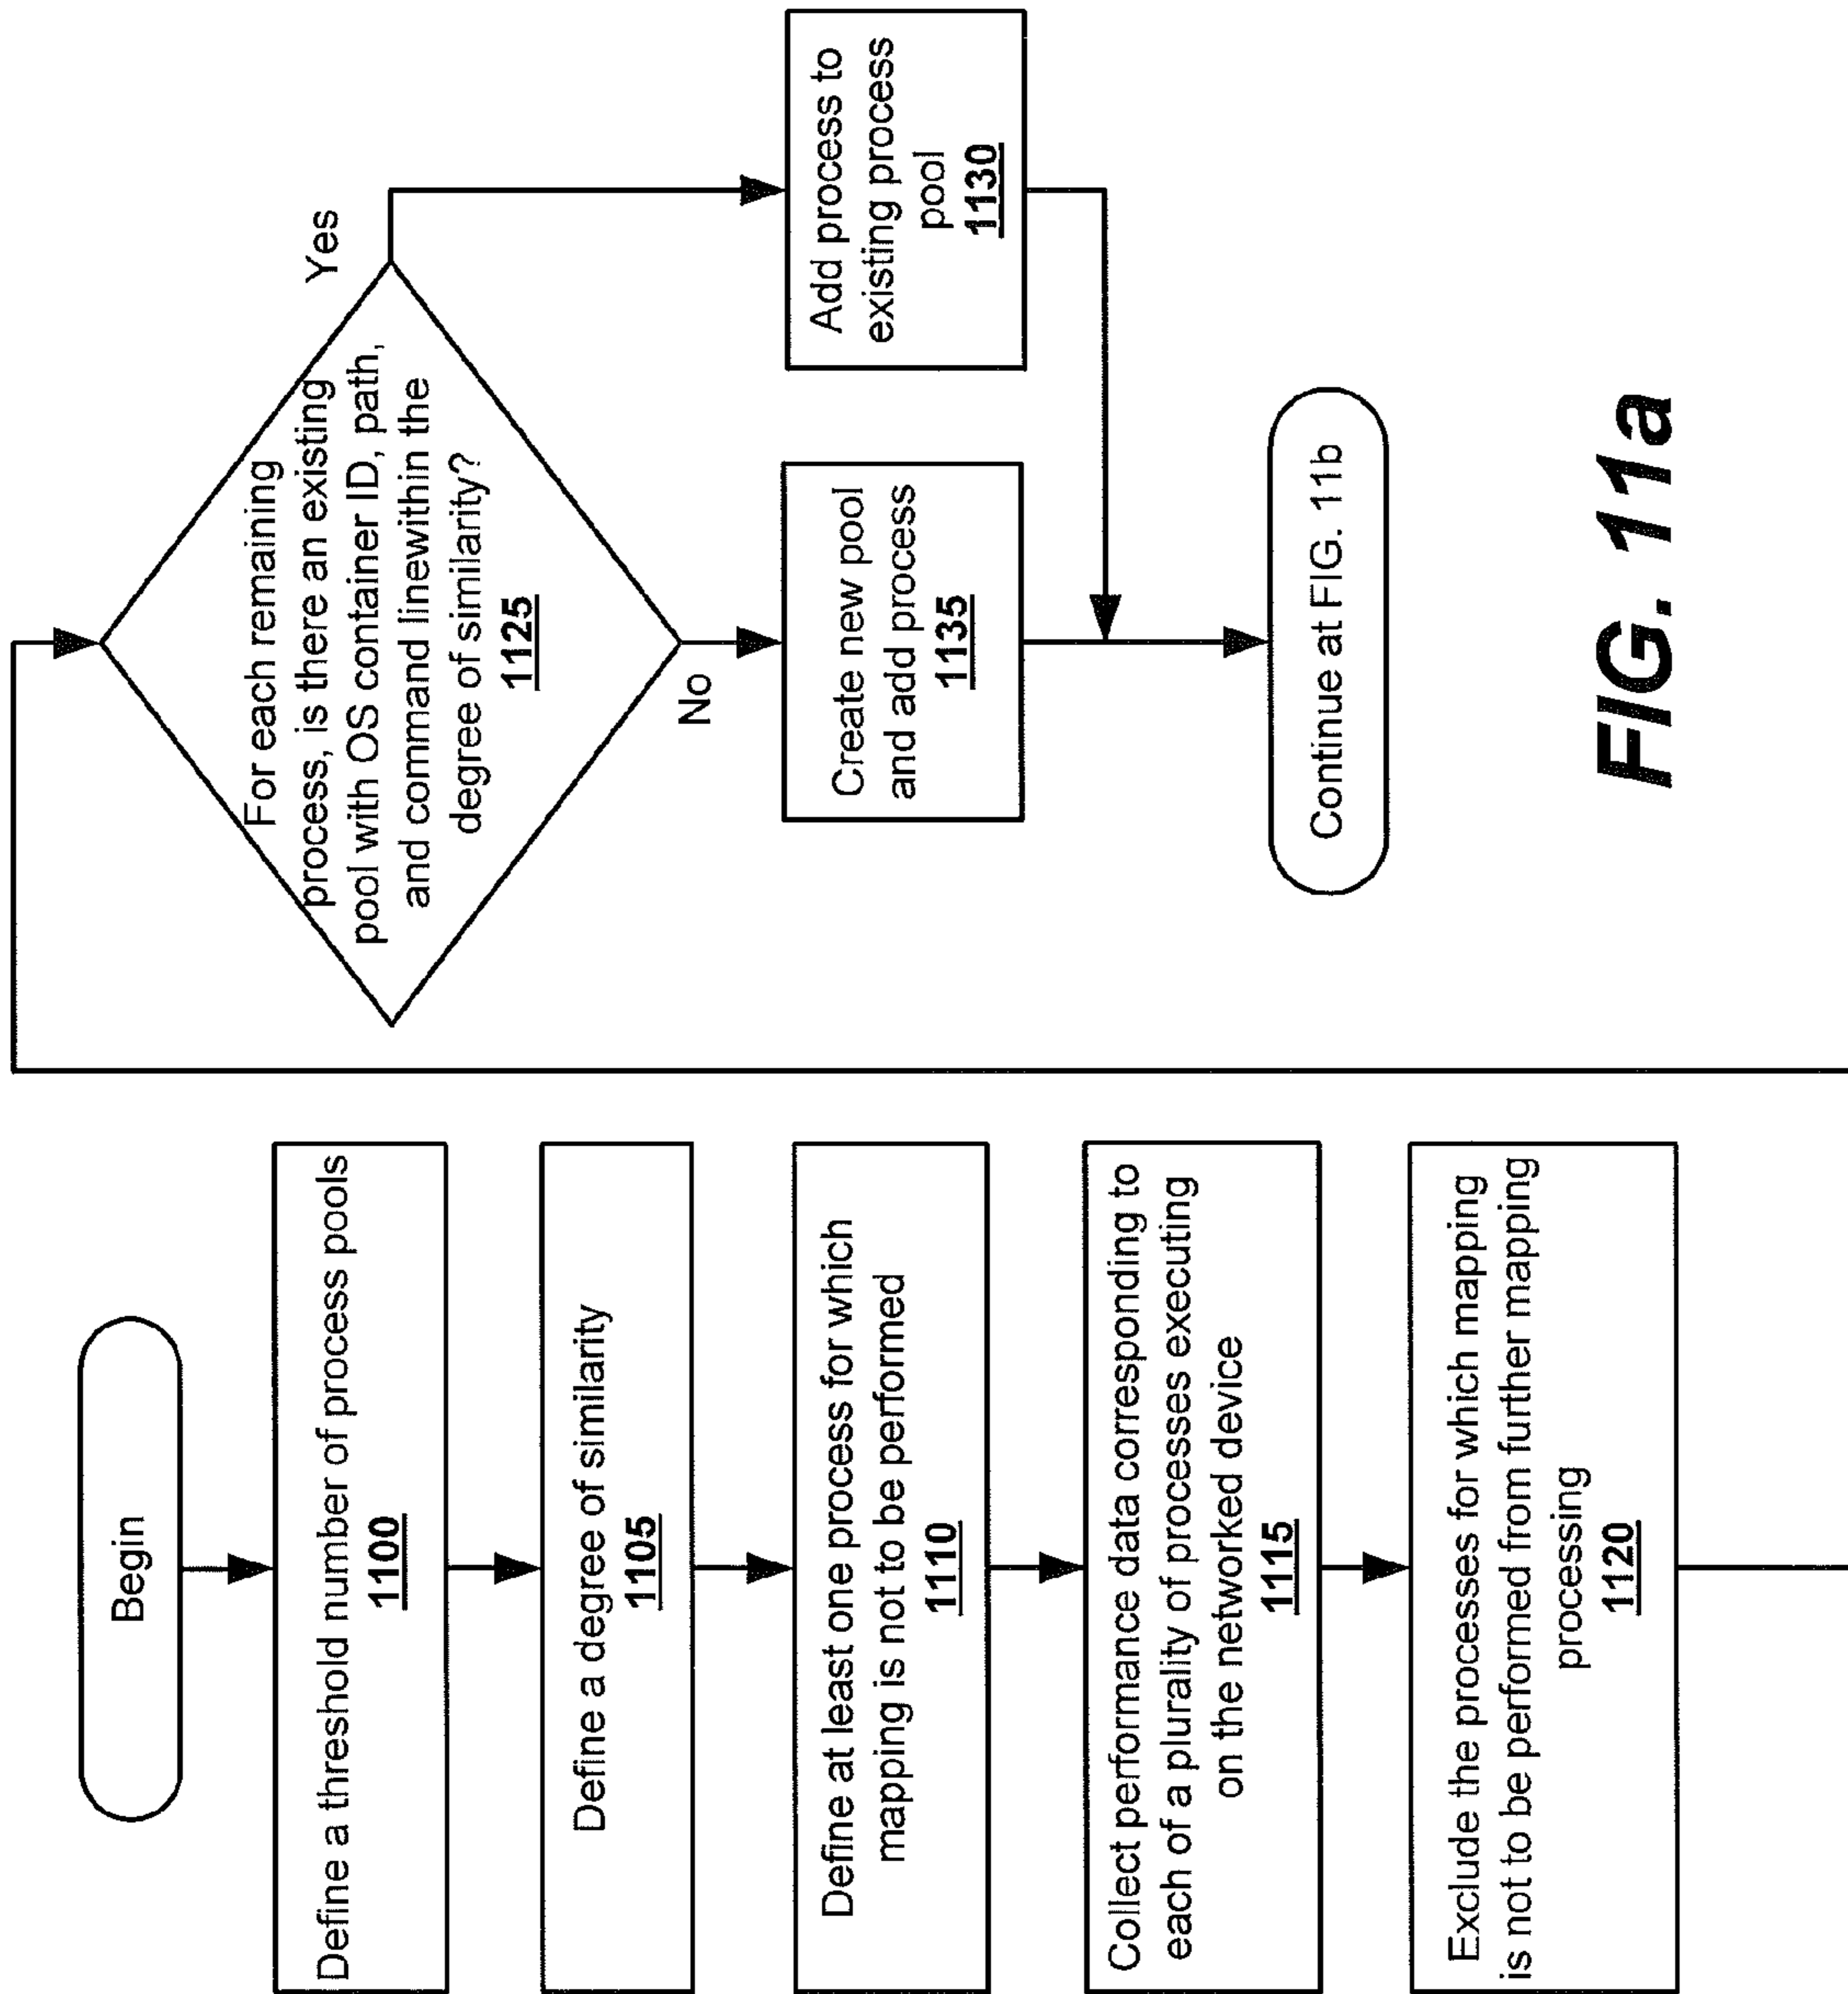 Begin
Define a threshold number of process pools
1100
Define a degree of similarity
1105
Define at least one process for which
mapping is not to be performed
1110
Collect performance data corresponding to
each of a plurality of processes executing
on the networked device
1115
Exclude the processes for which mapping
is not to be performed from further mapping
processing
1120
For each remaining
process, is there an existing
pool with OS container ID, path,
and command linewithin the
degree of similarity?
1125
Yes
No
Add process to
existing process
pool
1130
Create new pool
and add process
1135
Continue at FIG. 11b
FIG. 11a